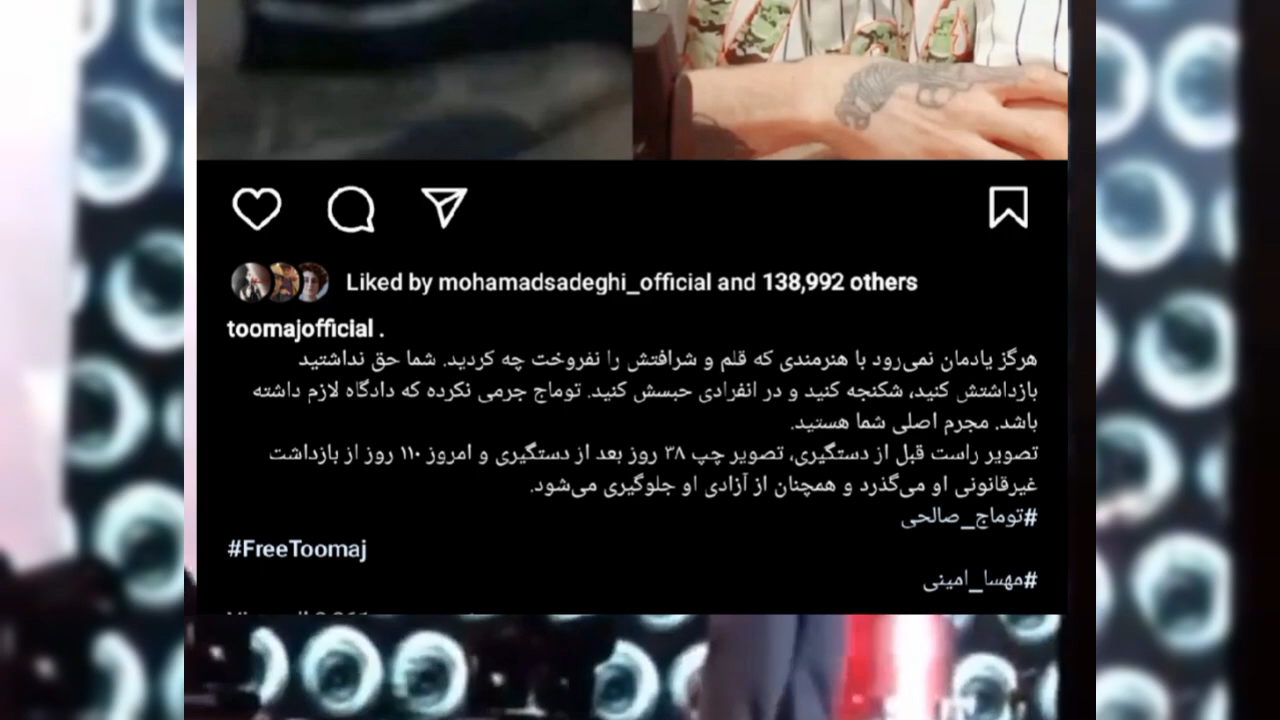 Liked by mohamadsadeghi_official and 138,992 others
toomajofficial .
هرگز یادمان نمی‌رود با هنرمندی که قلم و شرافتش را نفروخت چه کردید. شما حق نداشتید
بازداشتش کنید، شکنجه کنید و در انفرادی حبسش کنید. توماج جرمی نکرده که دادگاه لازم داشته
باشد. مجرم اصلی شما هستید.
تصویر راست قبل از دستگیری، تصویر چپ ۳۸ روز بعد از دستگیری و امروز ۱۱۰ روز از بازداشت
غیرقانونی او می‌گذرد و همچنان از آزادی او جلوگیری می‌شود.
#توماج_صالحی
#FreeToomaj
#مهسا_امینی